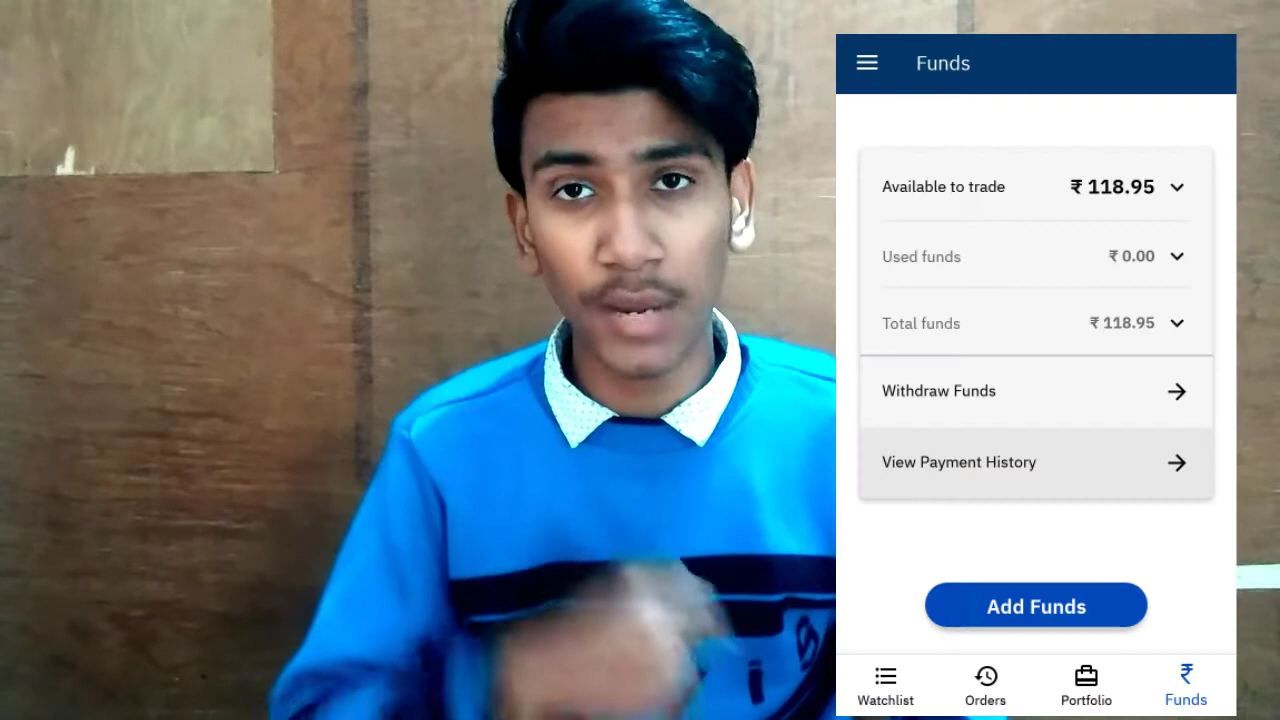 Funds
Available to trade ₹ 118.95
Used funds ₹ 0.00
Total funds ₹ 118.95
Withdraw Funds
View Payment History
Add Funds
Watchlist Orders Portfolio Funds